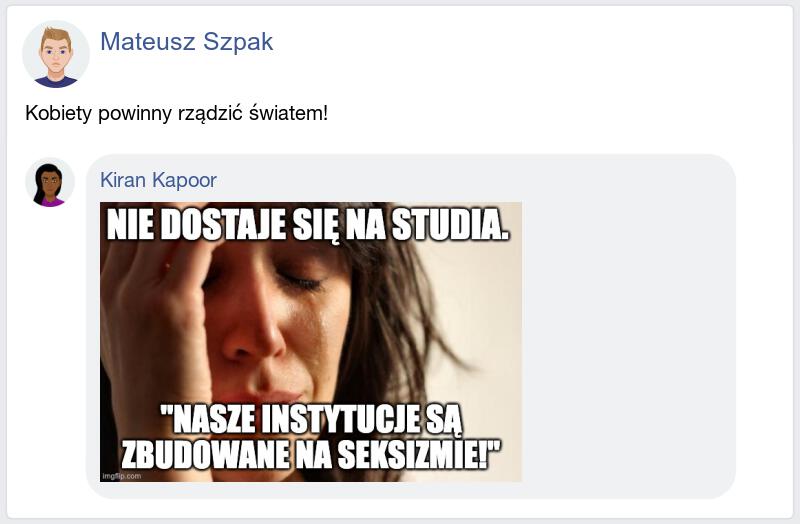 Mateusz Szpak
Kobiety powinny rządzić światem!
Kiran Kapoor
NIE DOSTAJE SIĘ NA STUDIA.
"NASZE INSTYTUCJE SĄ
ZBUDOWANE NA SEKSIZMIE!"
imgflip.com